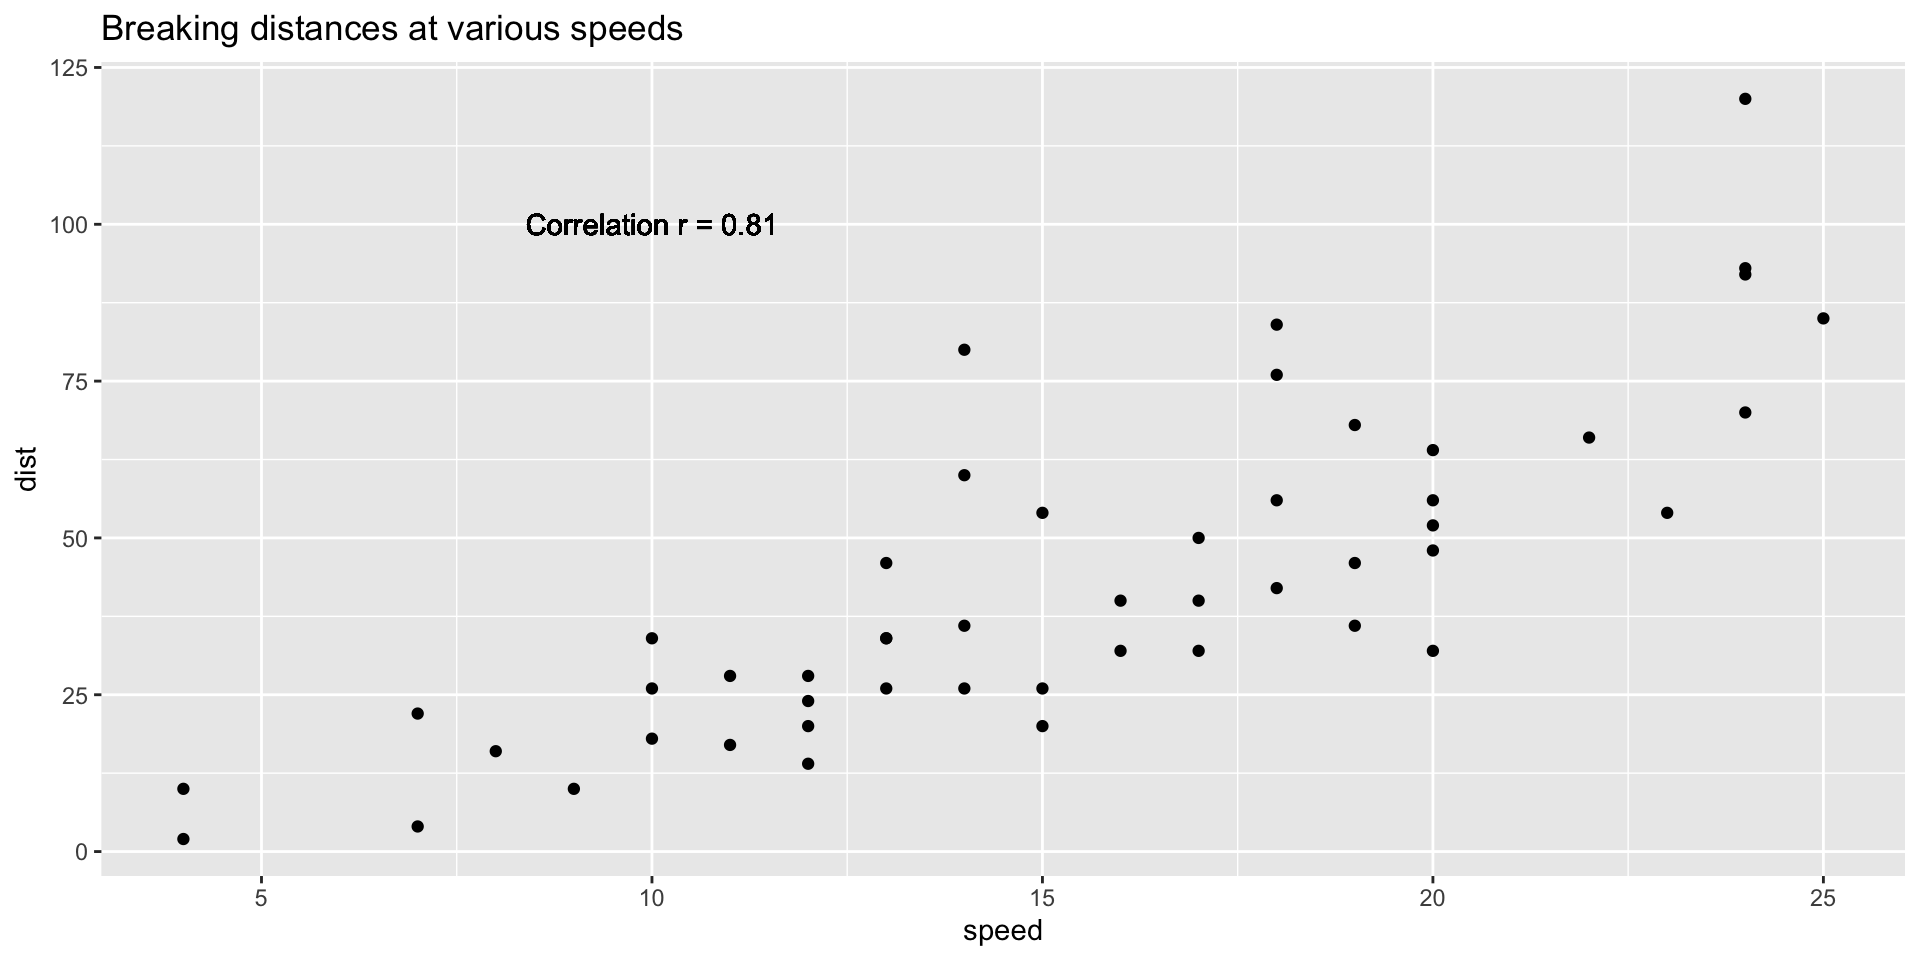 Breaking distances at various speeds
125
100
75
50
25
0
Correlation r = 0.81
dist
5 10 15 20 25
speed